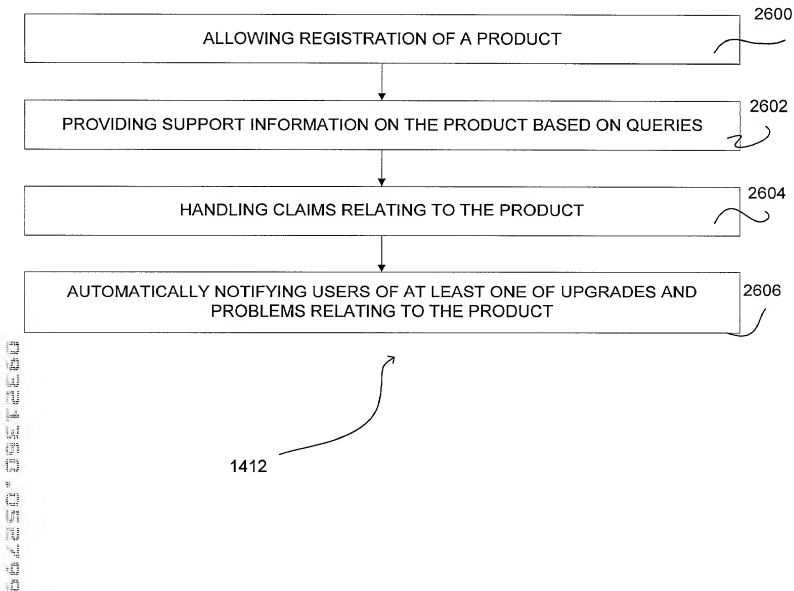 2600
ALLOWING REGISTRATION OF A PRODUCT
2602
PROVIDING SUPPORT INFORMATION ON THE PRODUCT BASED ON QUERIES
2604
HANDLING CLAIMS RELATING TO THE PRODUCT
2606
AUTOMATICALLY NOTIFYING USERS OF AT LEAST ONE OF UPGRADES AND
PROBLEMS RELATING TO THE PRODUCT
1412